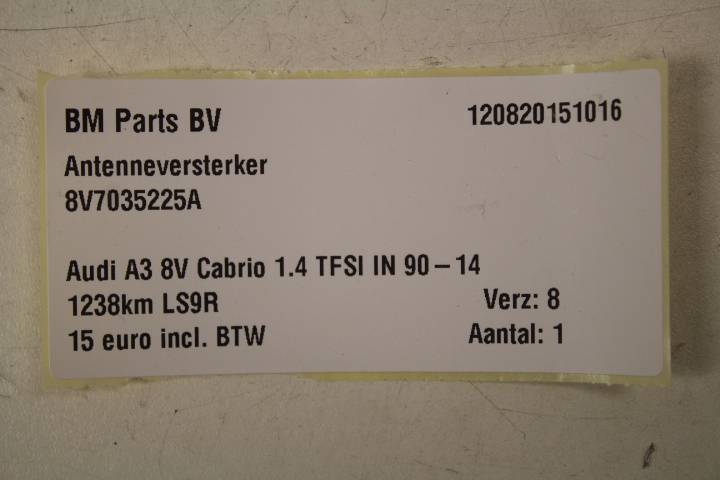 BM Parts BV 120820151016
Antenneversterker
8V7035225A
Audi A3 8V Cabrio 1.4 TFSI IN 90 – 14
1238km LS9R Verz: 8
15 euro incl. BTW Aantal: 1